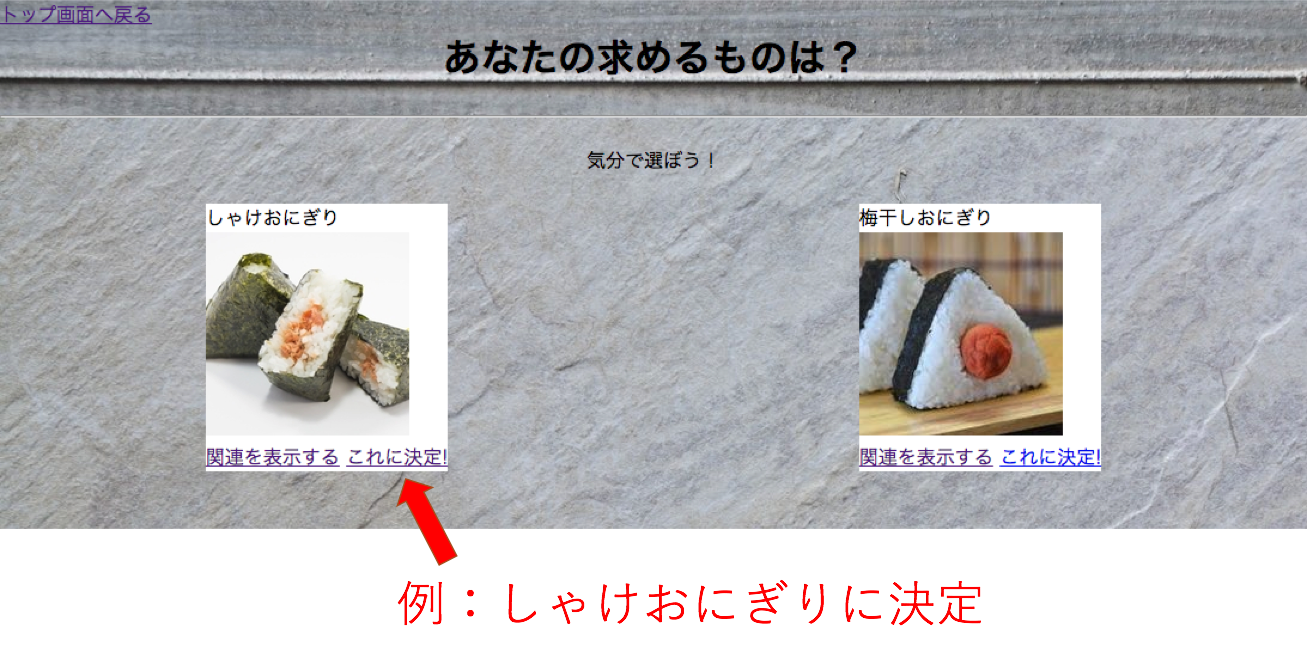 トップ画面へ戻る
あなたの求めるものは？
気分で選ぼう！
しゃけおにぎり
関連を表示する これに決定!
梅干しおにぎり
関連を表示する これに決定!
例：しゃけおにぎりに決定